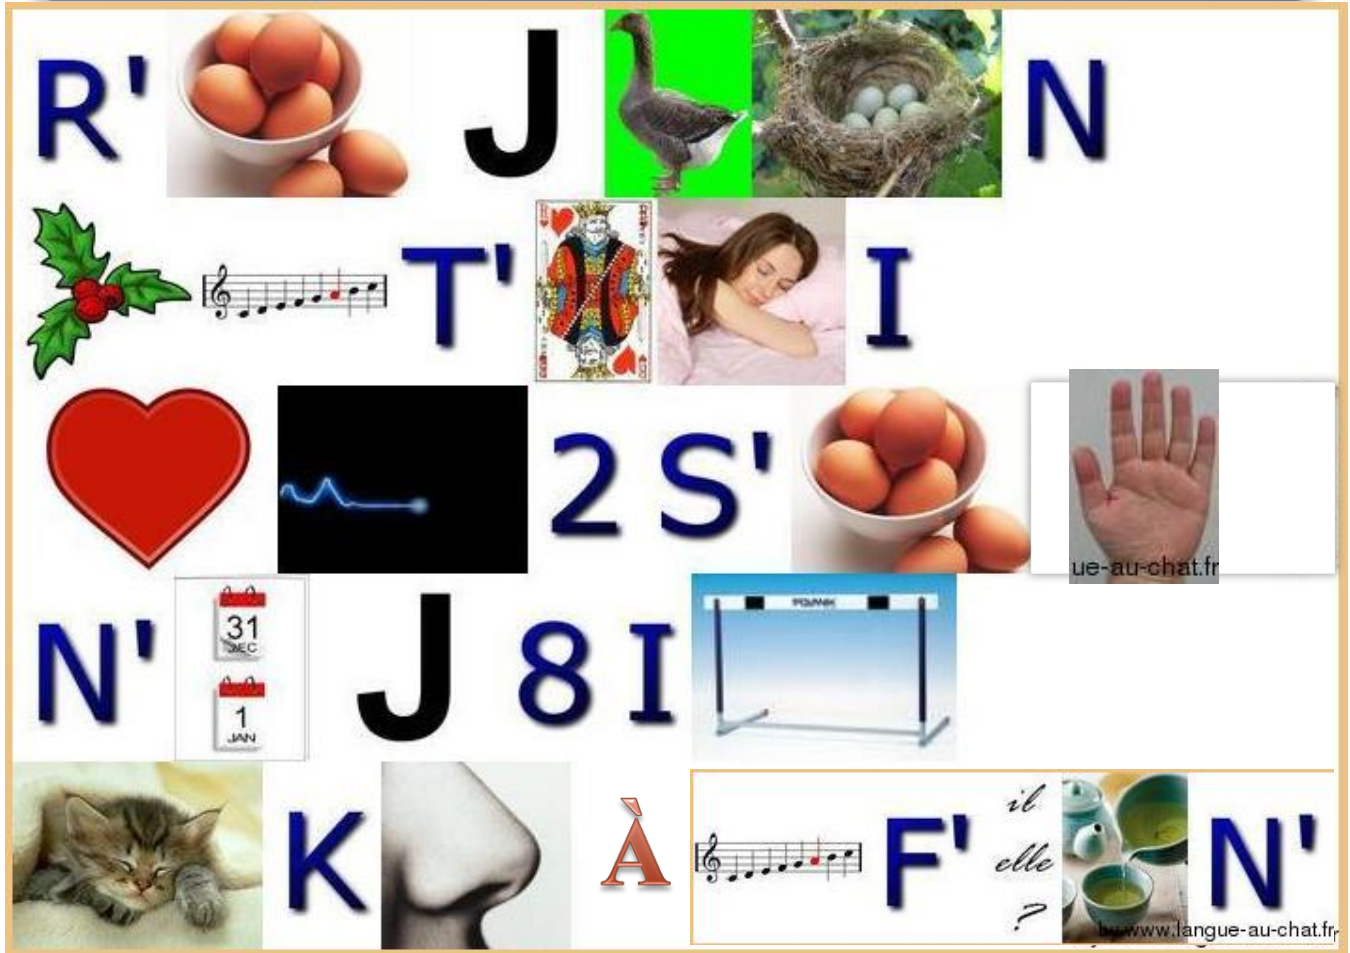 R' J N
T' I
2 S'
ue-au-chat.fr
N' 31 DEC 1 JAN J 8 I
K À F' il elle ? N'
www.langue-au-chat.fr